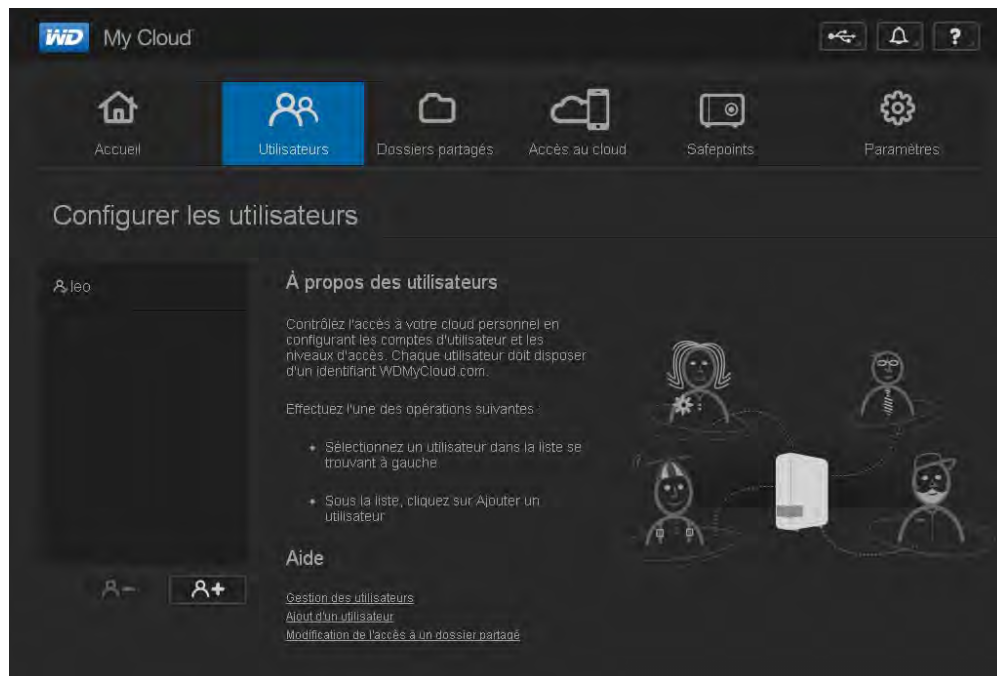 WD My Cloud
?
Accueil
Utilisateurs
Dossiers partagés
Accès au cloud
Safepoints
Paramètres
Configurer les utilisateurs
leo
À propos des utilisateurs
Contrôlez l'accès à votre cloud personnel en
configurant les comptes d'utilisateur et les
niveaux d'accès. Chaque utilisateur doit disposer
d'un identifiant WDMyCloud.com.
Effectuez l'une des opérations suivantes
• Sélectionnez un utilisateur dans la liste se
trouvant à gauche
• Sous la liste, cliquez sur Ajouter un
utilisateur
Aide
Gestion des utilisateurs
Ajout d'un utilisateur
Modification de l'accès à un dossier partagé